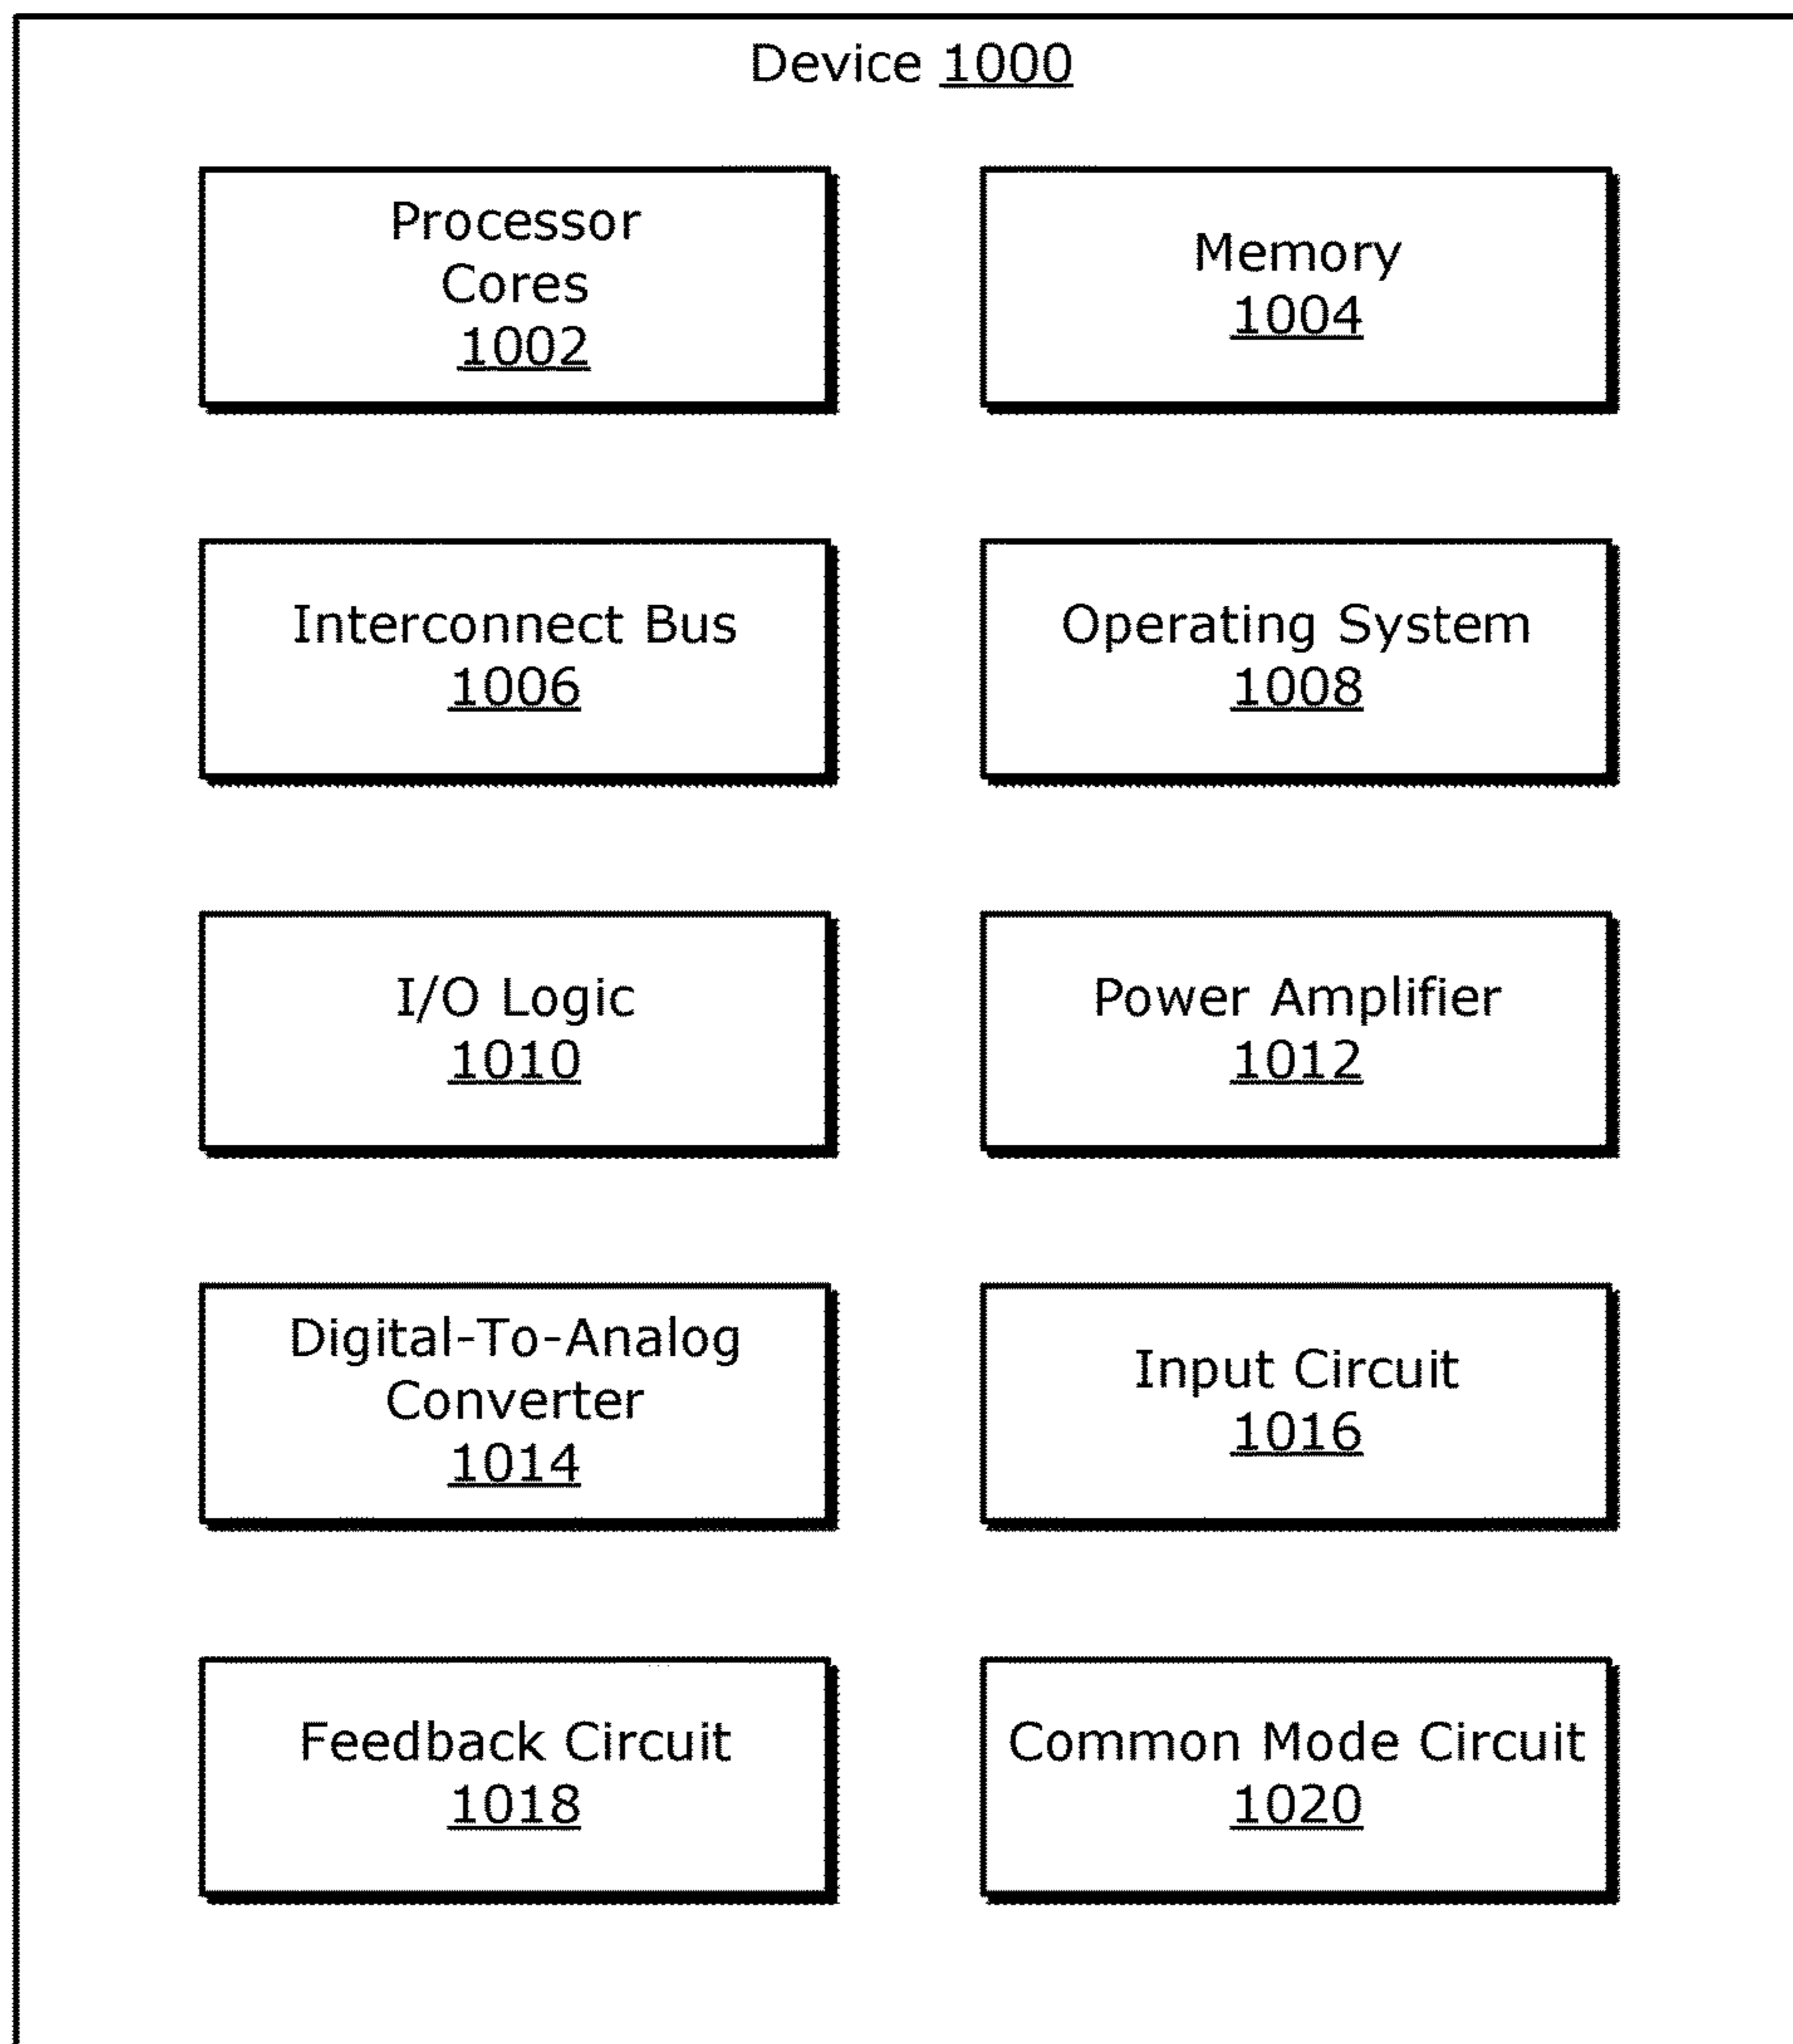 Device 1000
Processor
Cores
1002
Memory
1004
Interconnect Bus
1006
Operating System
1008
I/O Logic
1010
Power Amplifier
1012
Digital-To-Analog
Converter
1014
Input Circuit
1016
Feedback Circuit
1018
Common Mode Circuit
1020